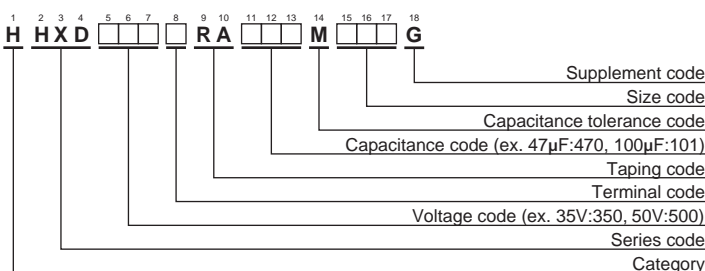 1 2 3 4 5 6 7 8 9 10 11 12 13 14 15 16 17 18
H HXD □□□ □ RA □□□ M □□□ G
Supplement code
Size code
Capacitance tolerance code
Capacitance code (ex. 47µF:470, 100µF:101)
Taping code
Terminal code
Voltage code (ex. 35V:350, 50V:500)
Series code
Category